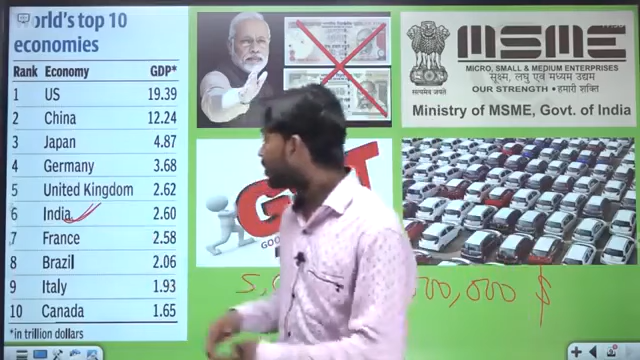 World's top 10
economies
Rank Economy GDP*
1 US 19.39
2 China 12.24
3 Japan 4.87
4 Germany 3.68
5 United Kingdom 2.62
6 India 2.60
7 France 2.58
8 Brazil 2.06
9 Italy 1.93
10 Canada 1.65
*in trillion dollars
MSME
MICRO, SMALL & MEDIUM ENTERPRISES
सूक्ष्म, लघु एवं मध्यम उद्यम
OUR STRENGTH • हमारी शक्ति
सत्यमेव जयते
Ministry of MSME, Govt. of India
G T
GOO
5,0 000,000 $